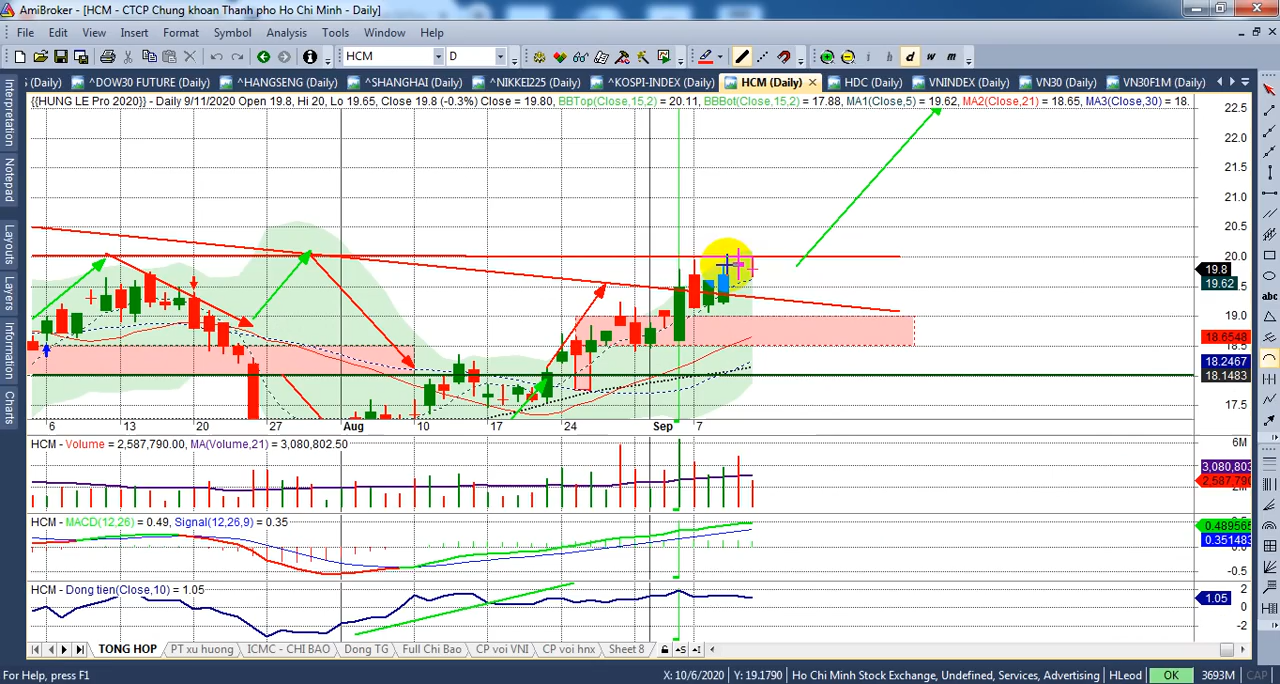 AmiBroker - [HCM - CTCP Chung khoan Thanh pho Ho Chi Minh - Daily]
File Edit View Insert Format Symbol Analysis Tools Window Help
HCM D i h d w m
(Daily) ^DOW30 FUTURE (Daily) ^HANGSENG (Daily) ^SHANGHAI (Daily) ^NIKKEI225 (Daily) ^KOSPI-INDEX (Daily) HCM (Daily) HDC (Daily) VNINDEX (Daily) VN30 (Daily) VN30F1M (Daily)
{{HUNG LE Pro 2020}} - Daily 9/11/2020 Open 19.8, Hi 20, Lo 19.65, Close 19.8 (-0.3%) Close = 19.80, BBTop(Close,15,2) = 20.11, BBBot(Close,15,2) = 17.88, MA1(Close,5) = 19.62, MA2(Close,21) = 18.65, MA3(Close,30) = 18.
Interpretation
Notepad
Layouts
Layers
Information
Charts
22.5
22.0
21.5
21.0
20.5
20.0
19.8
19.62
19.0
18.6548
18.2467
18.1483
17.5
abc
6 13 20 27 Aug 10 17 24 Sep 7
HCM - Volume = 2,587,790.00, MA(Volume,21) = 3,080,802.50
6M
3,080,803
2,587,790
HCM - MACD(12,26) = 0.49, Signal(12,26,9) = 0.35
0.489565
0.351483
-0.5
HCM - Dong tien(Close,10) = 1.05
2
1.05
0
-2
TONG HOP PT xu huong ICMC - CHI BAO Dong TG Full Chi Bao CP voi VNI CP voi hnx Sheet 8
For Help, press F1 X: 10/6/2020 Y: 19.1790 Ho Chi Minh Stock Exchange, Undefined, Services, Advertising HLeod OK 3693M CAP